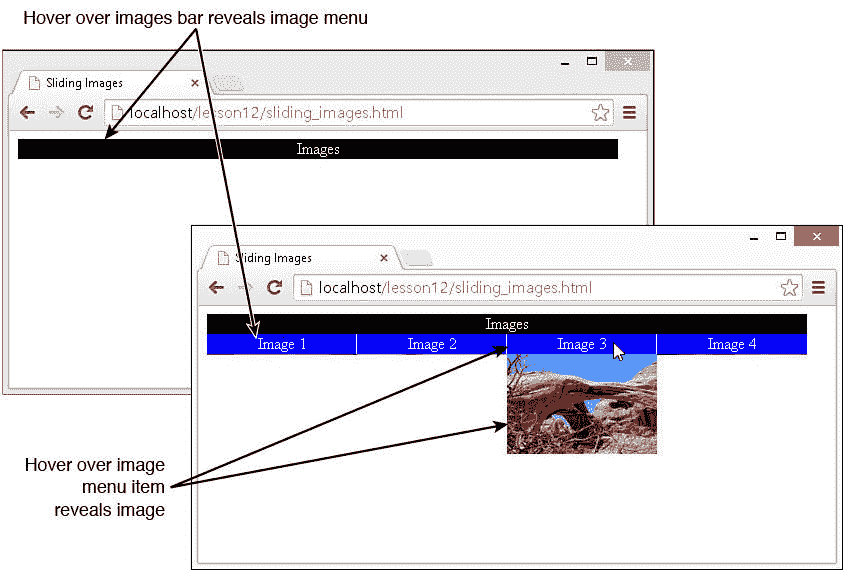 Hover over images bar reveals image menu
Sliding Images
localhost/lesson12/sliding_images.html
Images
Sliding Images
localhost/lesson12/sliding_images.html
Images
Image 1 Image 2 Image 3 Image 4
Hover over image
menu item
reveals image